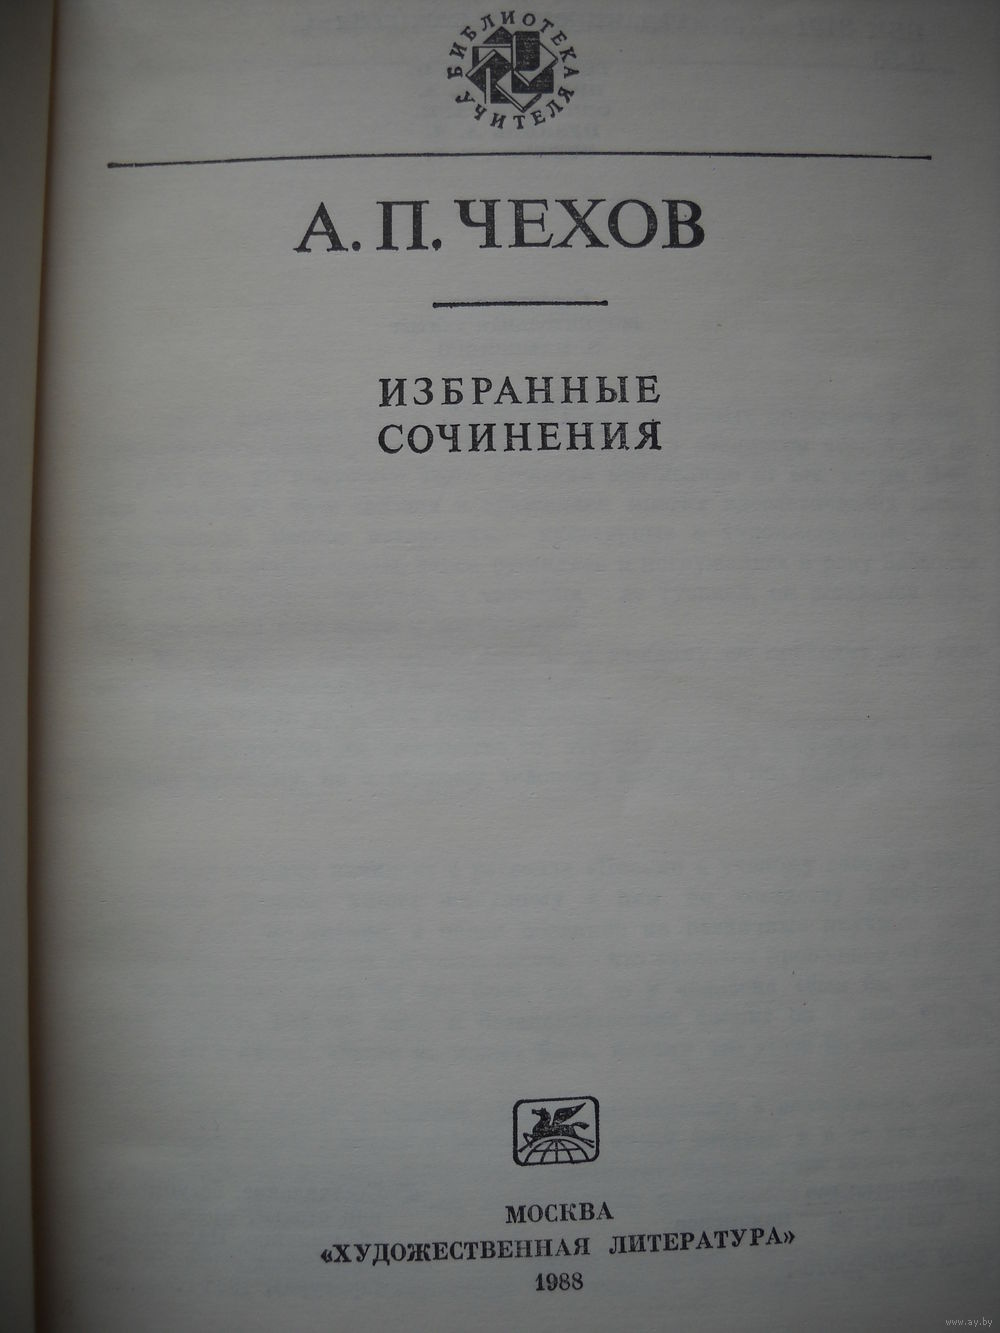 БИБЛИОТЕКА УЧИТЕЛЯ
А. П. ЧЕХОВ
ИЗБРАННЫЕ
СОЧИНЕНИЯ
МОСКВА
«ХУДОЖЕСТВЕННАЯ ЛИТЕРАТУРА»
1988
www.ay.by